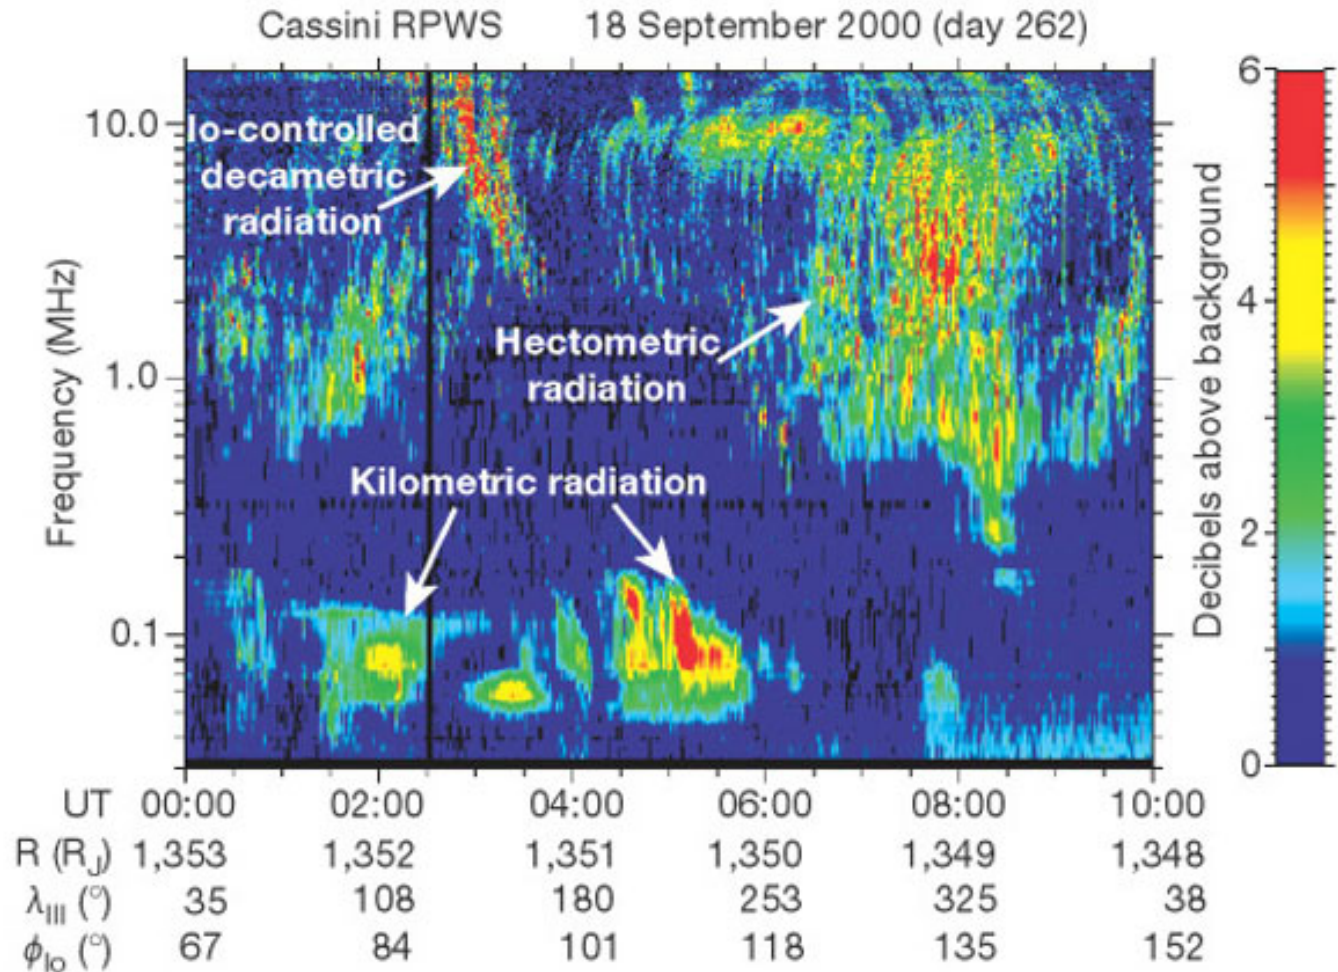 Cassini RPWS 18 September 2000 (day 262)
Io-controlled
decametric
radiation
Hectometric
radiation
Kilometric radiation
Frequency (MHz)
10.0
1.0
0.1
Decibels above background
6
4
2
0
UT 00:00 02:00 04:00 06:00 08:00 10:00
R (R_J) 1,353 1,352 1,351 1,350 1,349 1,348
λ_III (°) 35 108 180 253 325 38
ϕ_Io (°) 67 84 101 118 135 152